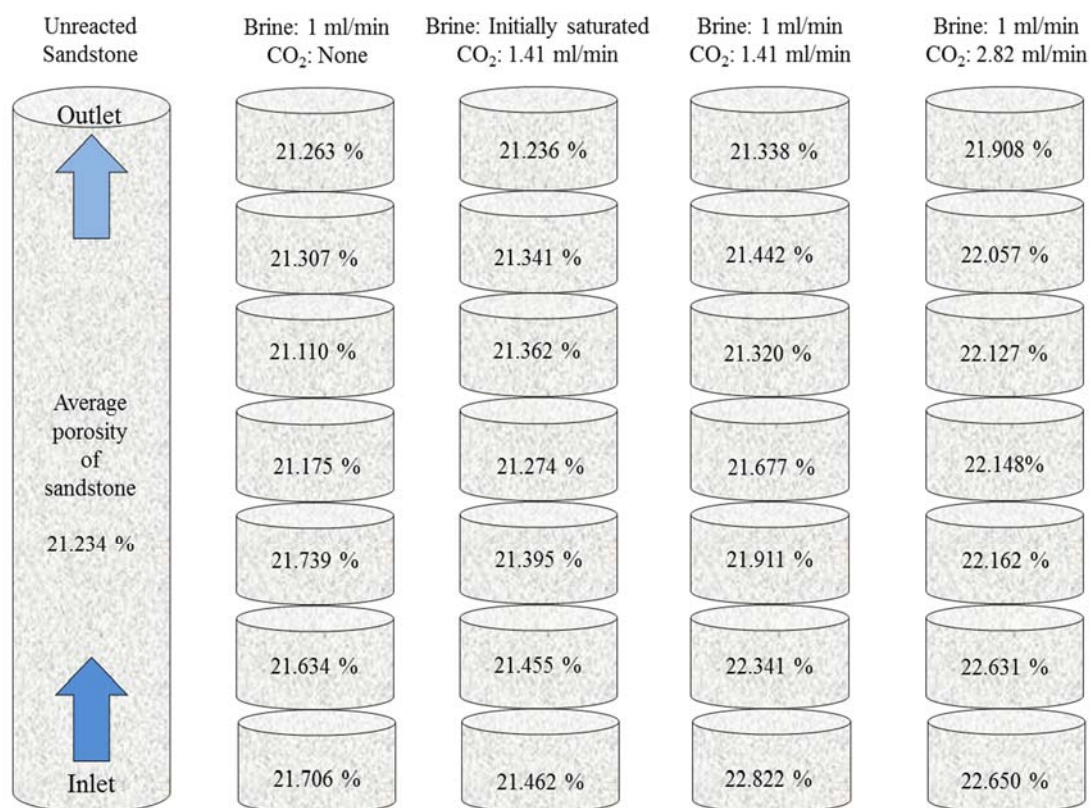 Unreacted
Sandstone
Brine: 1 ml/min
CO₂: None
Brine: Initially saturated
CO₂: 1.41 ml/min
Brine: 1 ml/min
CO₂: 1.41 ml/min
Brine: 1 ml/min
CO₂: 2.82 ml/min
Outlet
Average
porosity
of
sandstone
21.234 %
Inlet
21.263 %
21.307 %
21.110 %
21.175 %
21.739 %
21.634 %
21.706 %
21.236 %
21.341 %
21.362 %
21.274 %
21.395 %
21.455 %
21.462 %
21.338 %
21.442 %
21.320 %
21.677 %
21.911 %
22.341 %
22.822 %
21.908 %
22.057 %
22.127 %
22.148%
22.162 %
22.631 %
22.650 %